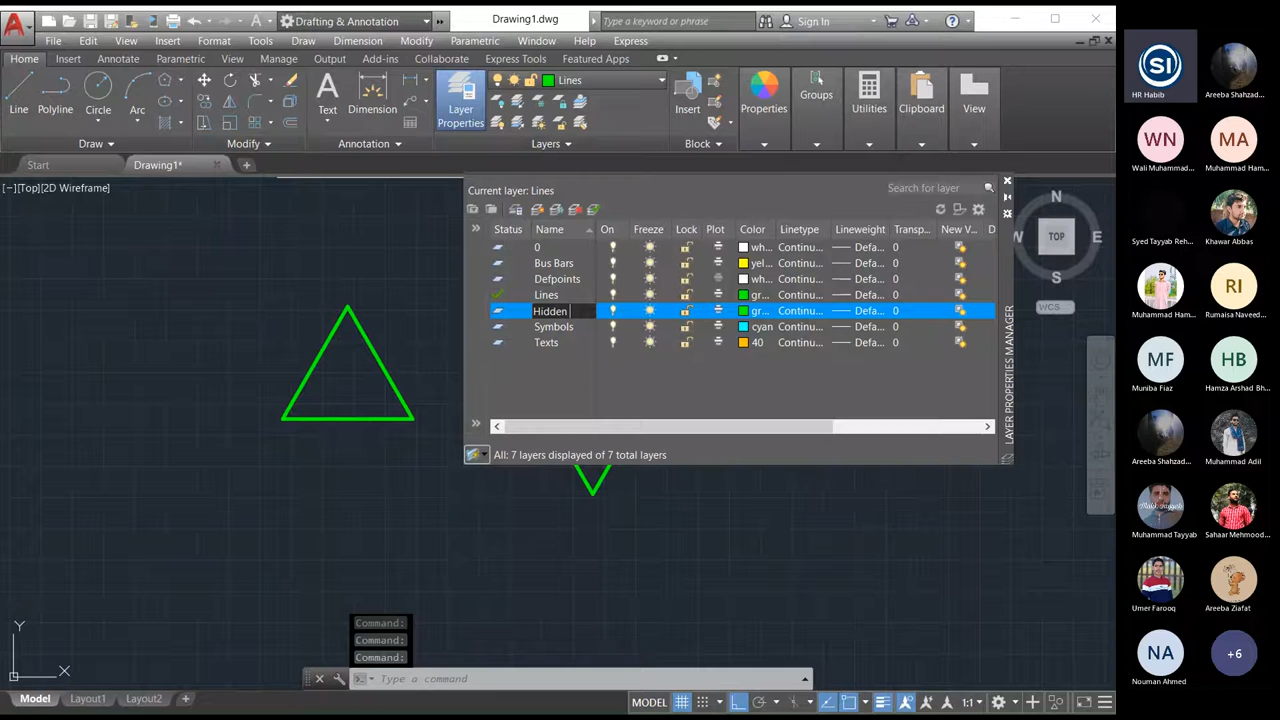 Drafting & Annotation
Drawing1.dwg
Type a keyword or phrase
Sign In
File Edit View Insert Format Tools Draw Dimension Modify Parametric Window Help Express
Home Insert Annotate Parametric View Manage Output Add-ins Collaborate Express Tools Featured Apps
Lines
Line Polyline Circle Arc
Text Dimension
Layer Properties
Insert
Properties Groups Utilities Clipboard View
Draw Modify Annotation Layers Block
Start Drawing1*
[−][Top][2D Wireframe]
Current layer: Lines
Search for layer
Status Name On Freeze Lock Plot Color Linetype Lineweight Transp... New V... D
0 wh... Continu... Defa... 0
Bus Bars yel... Continu... Defa... 0
Defpoints wh... Continu... Defa... 0
Lines gr... Continu... Defa... 0
Hidden gr... Continu... Defa... 0
Symbols cyan Continu... Defa... 0
Texts 40 Continu... Defa... 0
All: 7 layers displayed of 7 total layers
LAYER PROPERTIES MANAGER
N
W TOP E
S
WCS
Y
X
Command:
Command:
Command:
Type a command
Model Layout1 Layout2
MODEL
1:1
SI
HR Habib
Areeba Shahzad...
WN
Wali Muhammad...
MA
Muhammad Ham...
Syed Tayyab Reh...
Khawar Abbas
Muhammad Ham...
RI
Rumaisa Naveed...
MF
Muniba Fiaz
HB
Hamza Arshad Bh...
Areeba Shahzad...
Muhammad Adil
Muhammad Tayyab
Sahaar Mehmood...
Umer Farooq
Areeba Ziafat
NA
Nouman Ahmed
+6